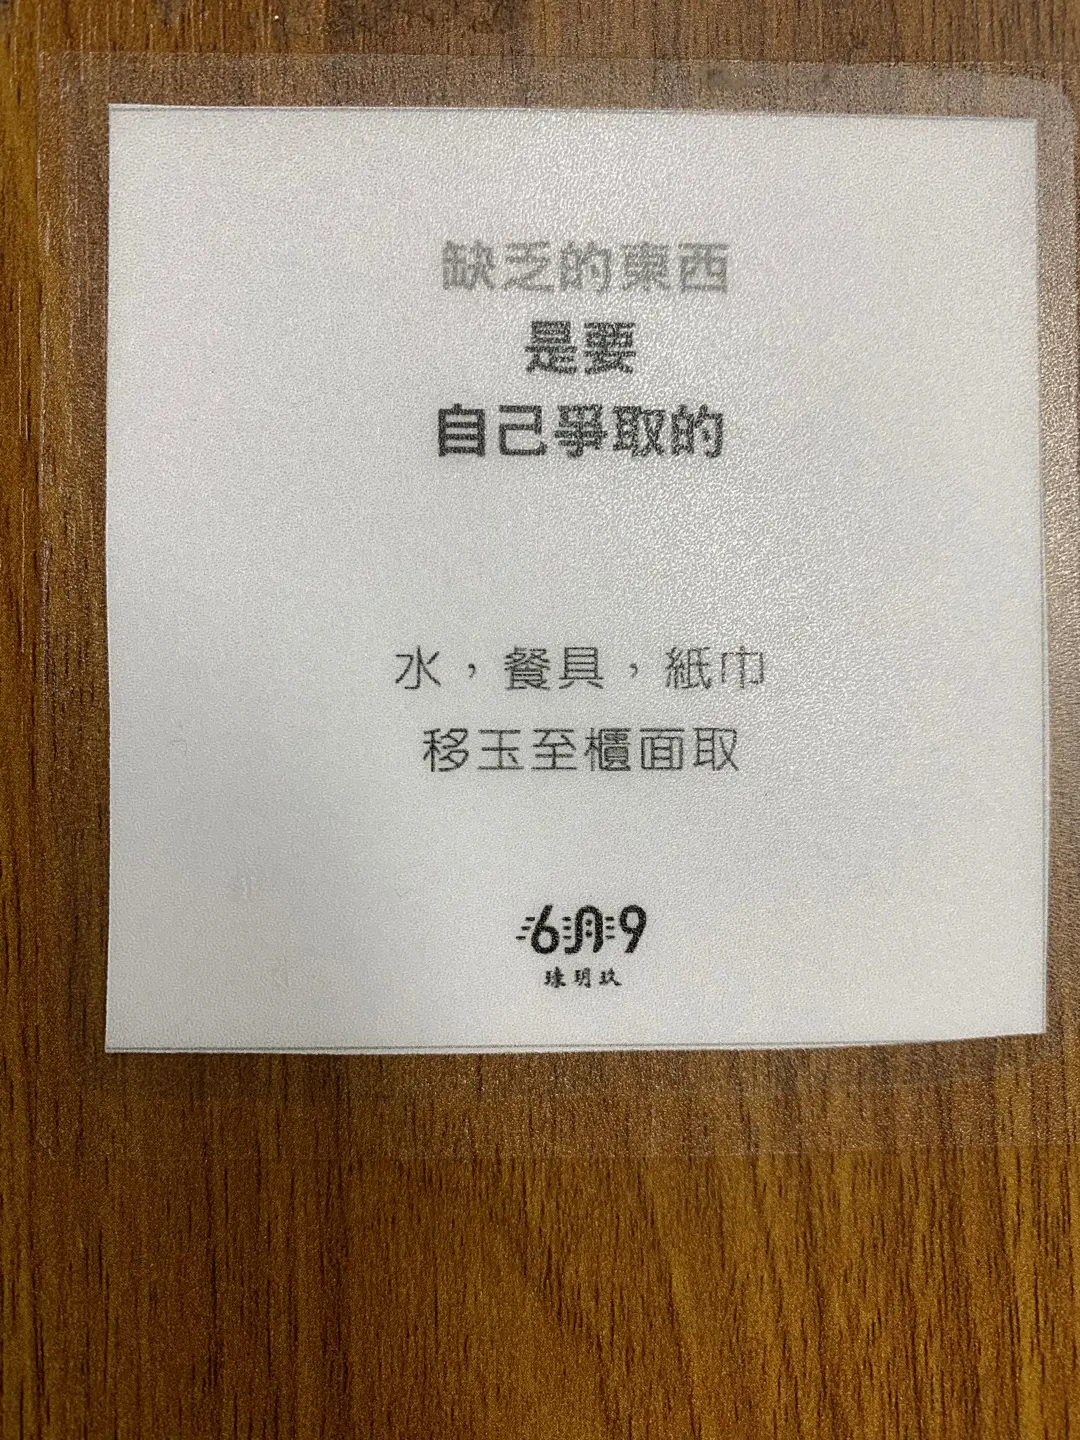 缺乏的東西
是要
自己爭取的
水，餐具，紙巾
移玉至櫃面取
6月9
玥玖